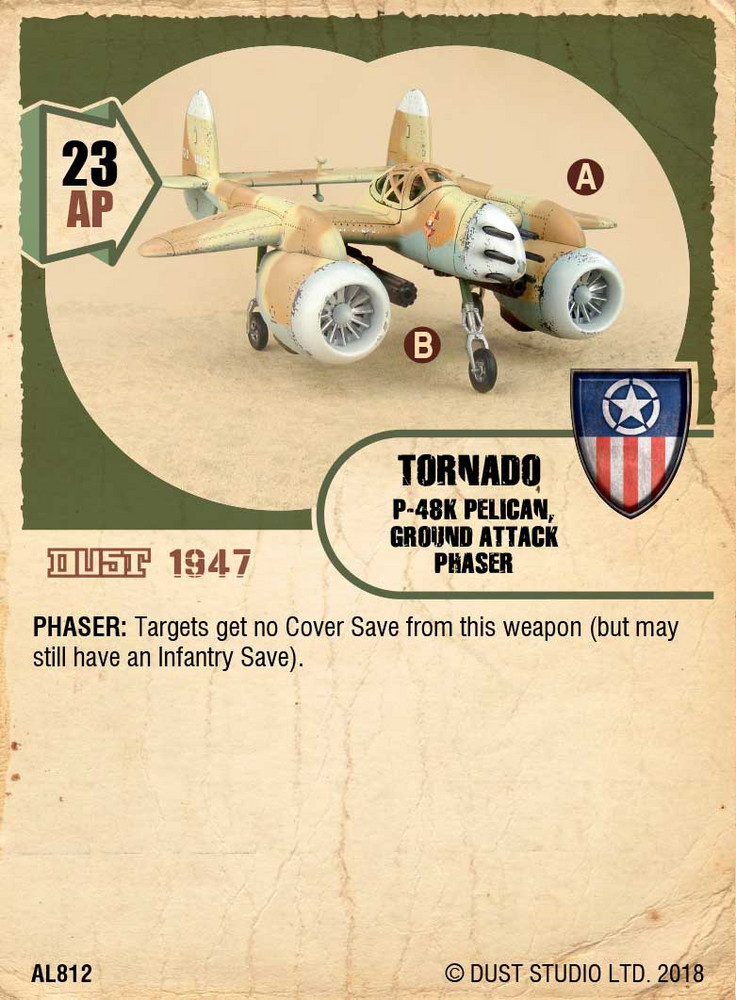 23
AP
A
B
TORNADO
P-48K PELICAN,
GROUND ATTACK
PHASER
DUST 1947
PHASER: Targets get no Cover Save from this weapon (but may
still have an Infantry Save).
AL812
© DUST STUDIO LTD. 2018